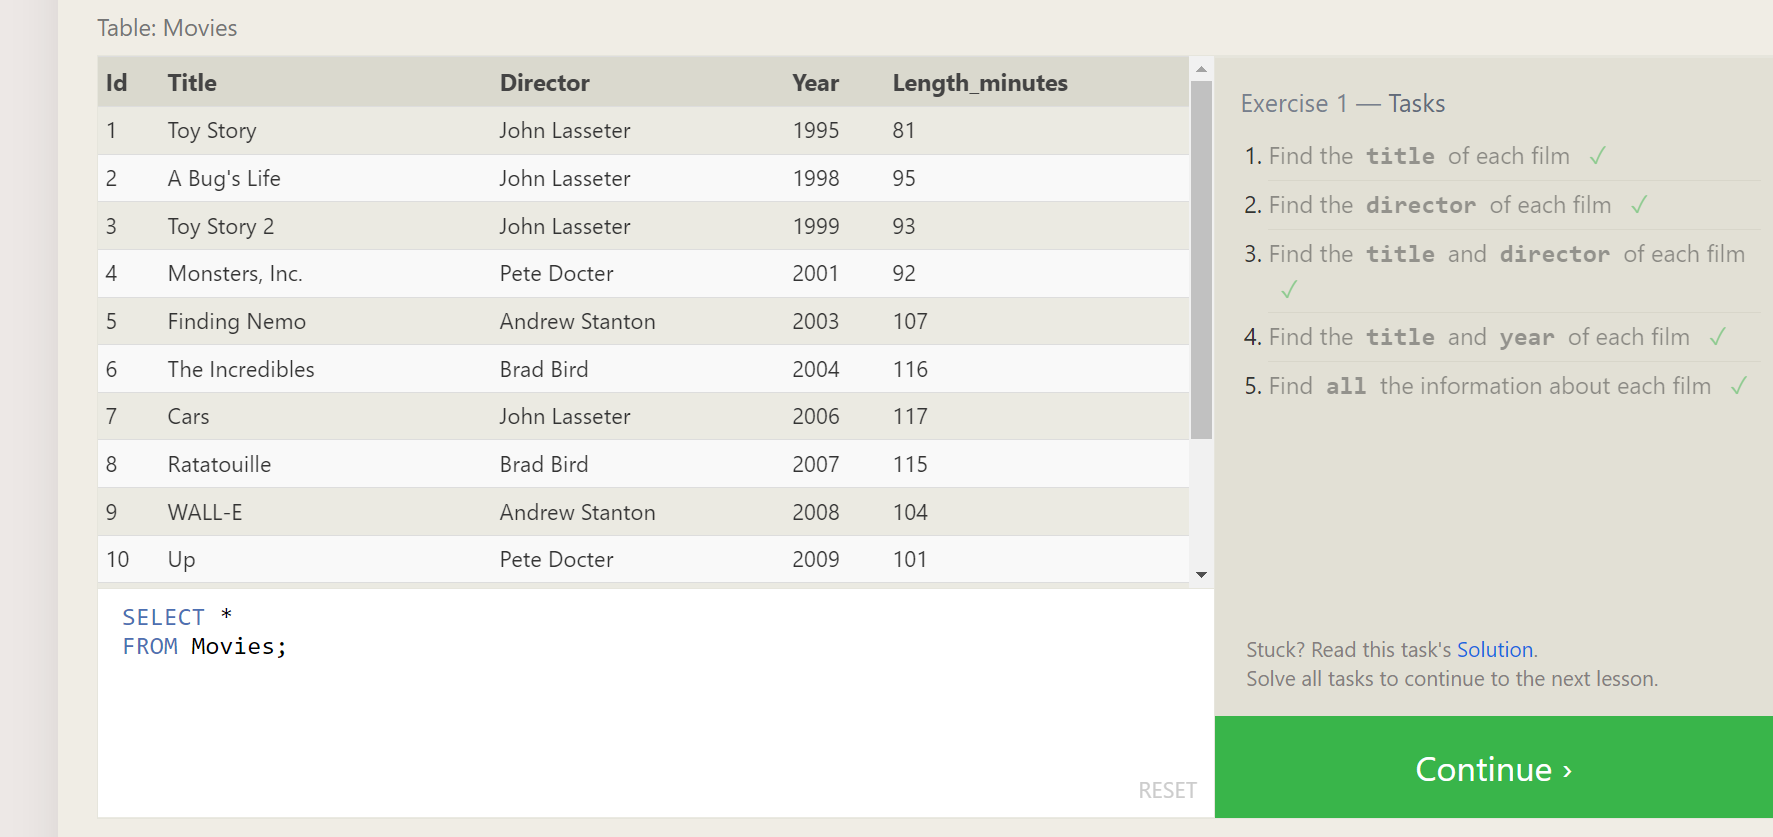 Table: Movies
Id Title Director Year Length_minutes
1 Toy Story John Lasseter 1995 81
2 A Bug's Life John Lasseter 1998 95
3 Toy Story 2 John Lasseter 1999 93
4 Monsters, Inc. Pete Docter 2001 92
5 Finding Nemo Andrew Stanton 2003 107
6 The Incredibles Brad Bird 2004 116
7 Cars John Lasseter 2006 117
8 Ratatouille Brad Bird 2007 115
9 WALL-E Andrew Stanton 2008 104
10 Up Pete Docter 2009 101
SELECT *
FROM Movies;
RESET
Exercise 1 — Tasks
1. Find the title of each film ✓
2. Find the director of each film ✓
3. Find the title and director of each film
✓
4. Find the title and year of each film ✓
5. Find all the information about each film ✓
Stuck? Read this task's Solution.
Solve all tasks to continue to the next lesson.
Continue ›